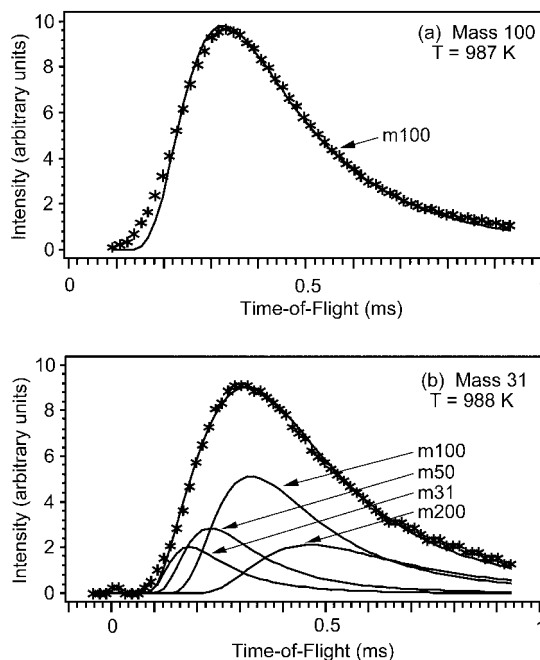 (a) Mass 100
T = 987 K
m100
Intensity (arbitrary units)
10
8
6
4
2
0
0
0.5
1
Time-of-Flight (ms)
(b) Mass 31
T = 988 K
m100
m50
m31
m200
Intensity (arbitrary units)
10
8
6
4
2
0
0
0.5
1
Time-of-Flight (ms)